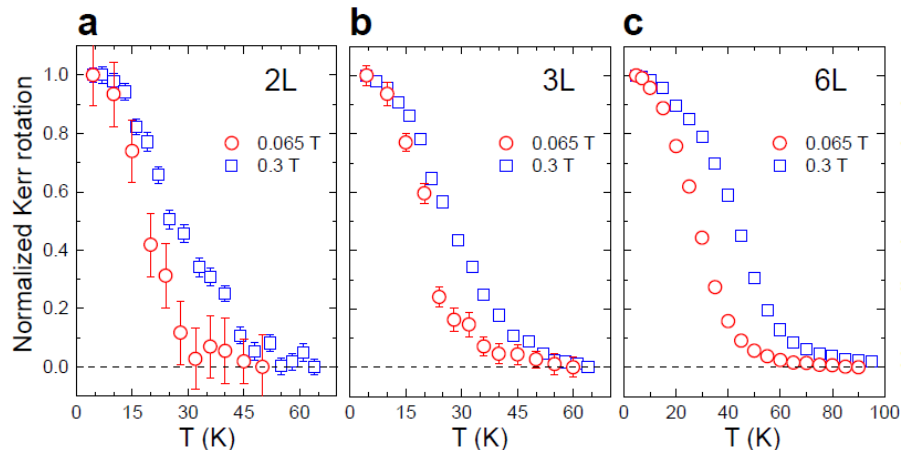 a
b
c
2L
3L
6L
0.065 T
0.3 T
0.065 T
0.3 T
0.065 T
0.3 T
Normalized Kerr rotation
1.0
0.8
0.6
0.4
0.2
0.0
0 15 30 45 60
0 15 30 45 60
0 20 40 60 80 100
T (K)
T (K)
T (K)